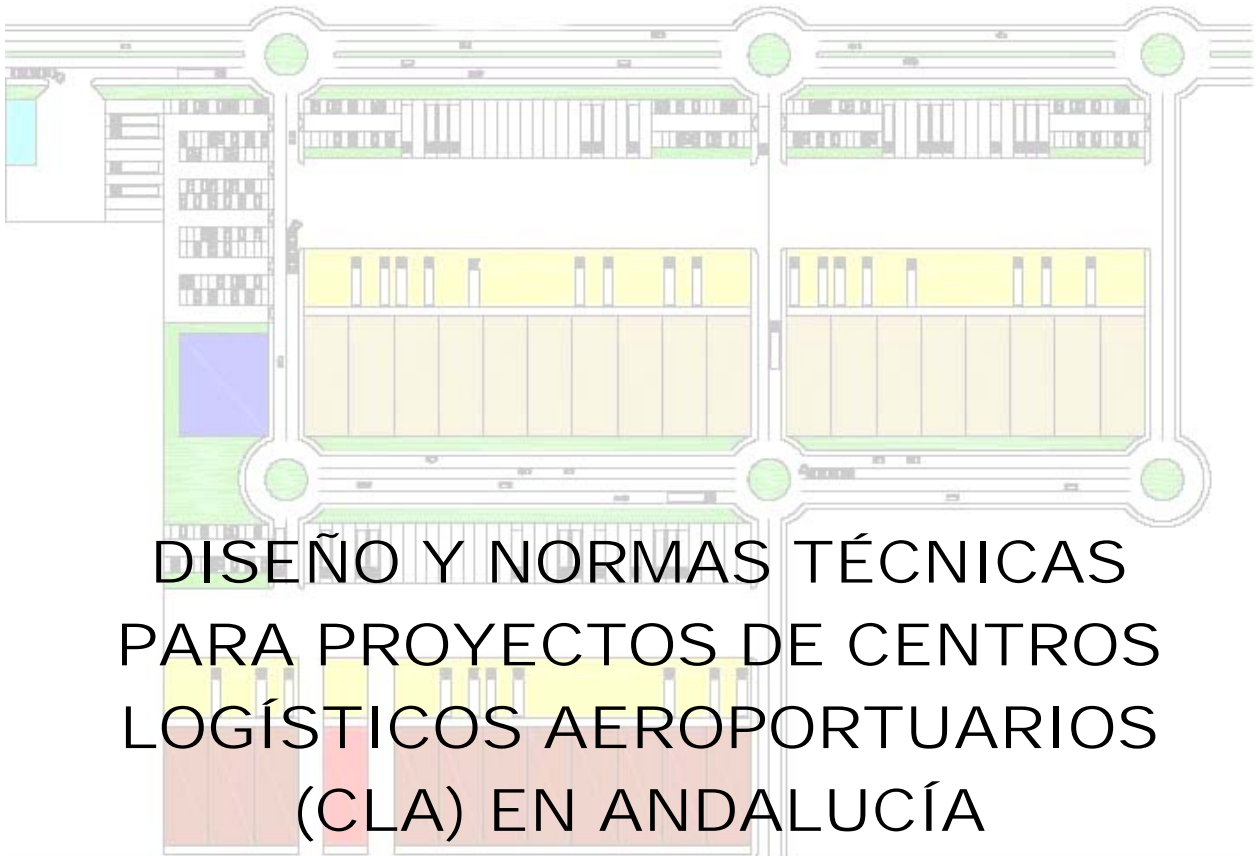 DISEÑO Y NORMAS TÉCNICAS
PARA PROYECTOS DE CENTROS
LOGÍSTICOS AEROPORTUARIOS
(CLA) EN ANDALUCÍA